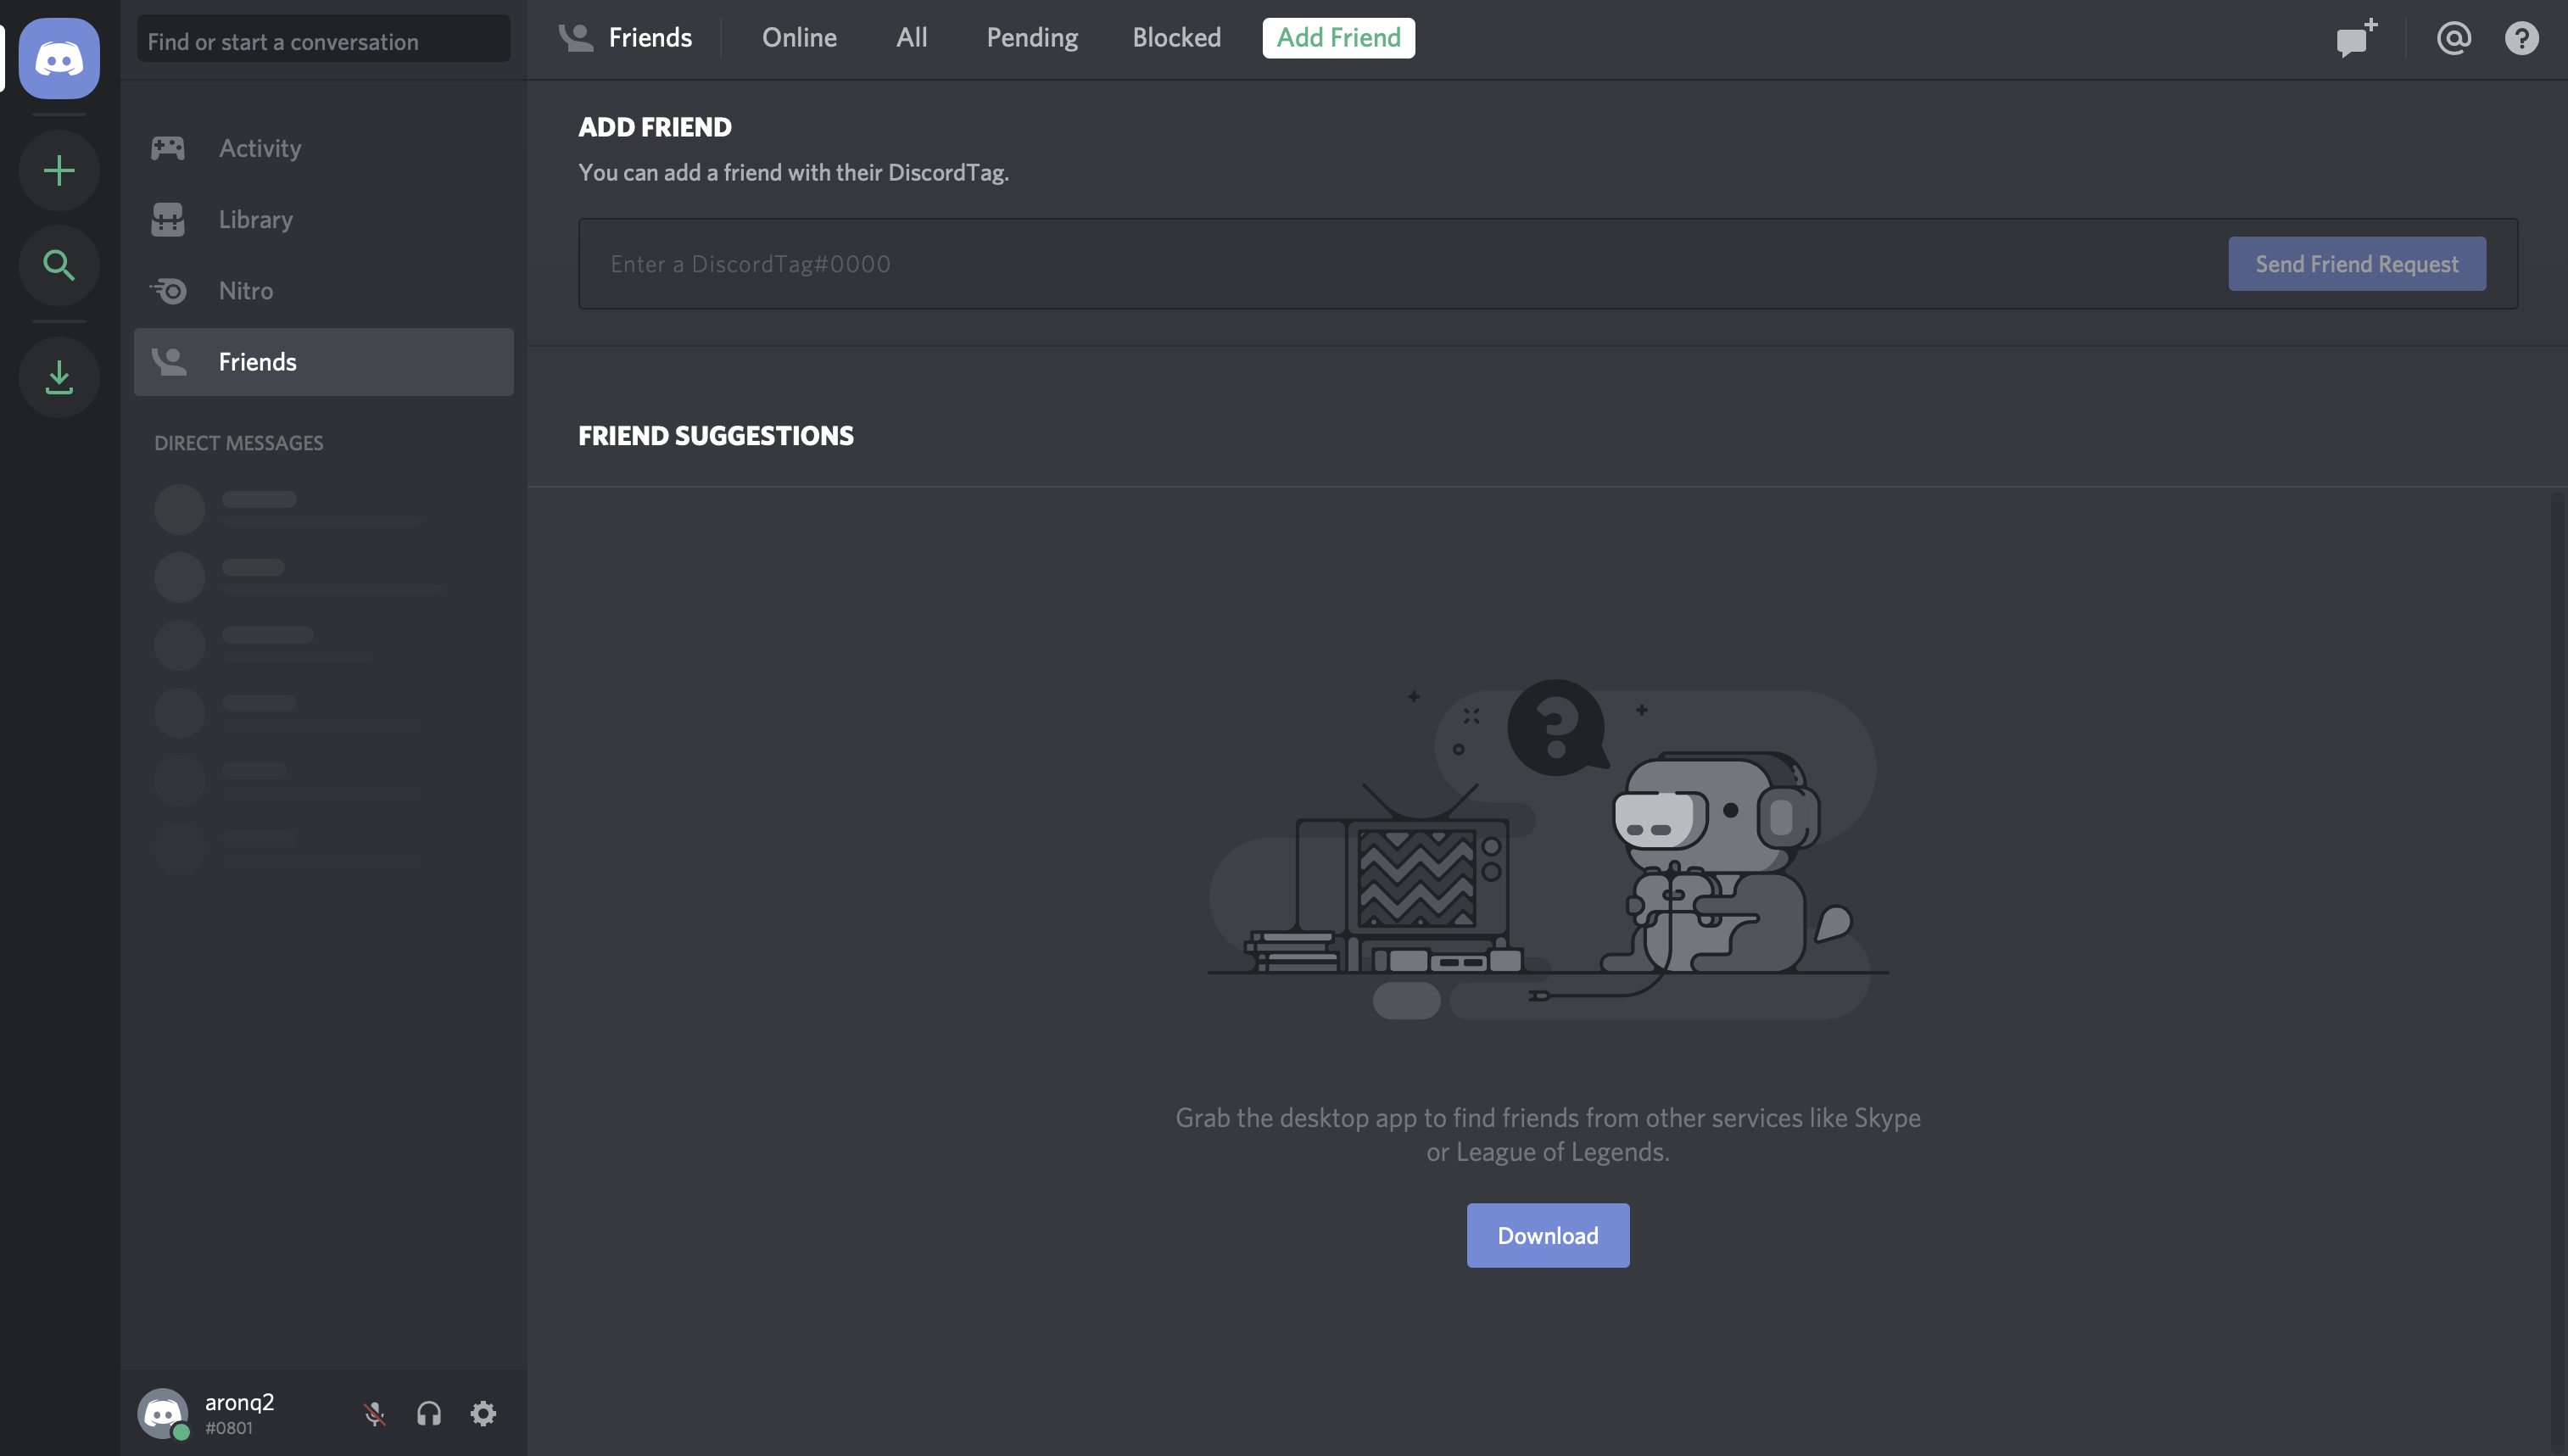 Find or start a conversation
Activity
Library
Nitro
Friends
DIRECT MESSAGES
aronq2
#0801
Friends
Online
All
Pending
Blocked
Add Friend
ADD FRIEND
You can add a friend with their DiscordTag.
Enter a DiscordTag#0000
Send Friend Request
FRIEND SUGGESTIONS
Grab the desktop app to find friends from other services like Skype
or League of Legends.
Download